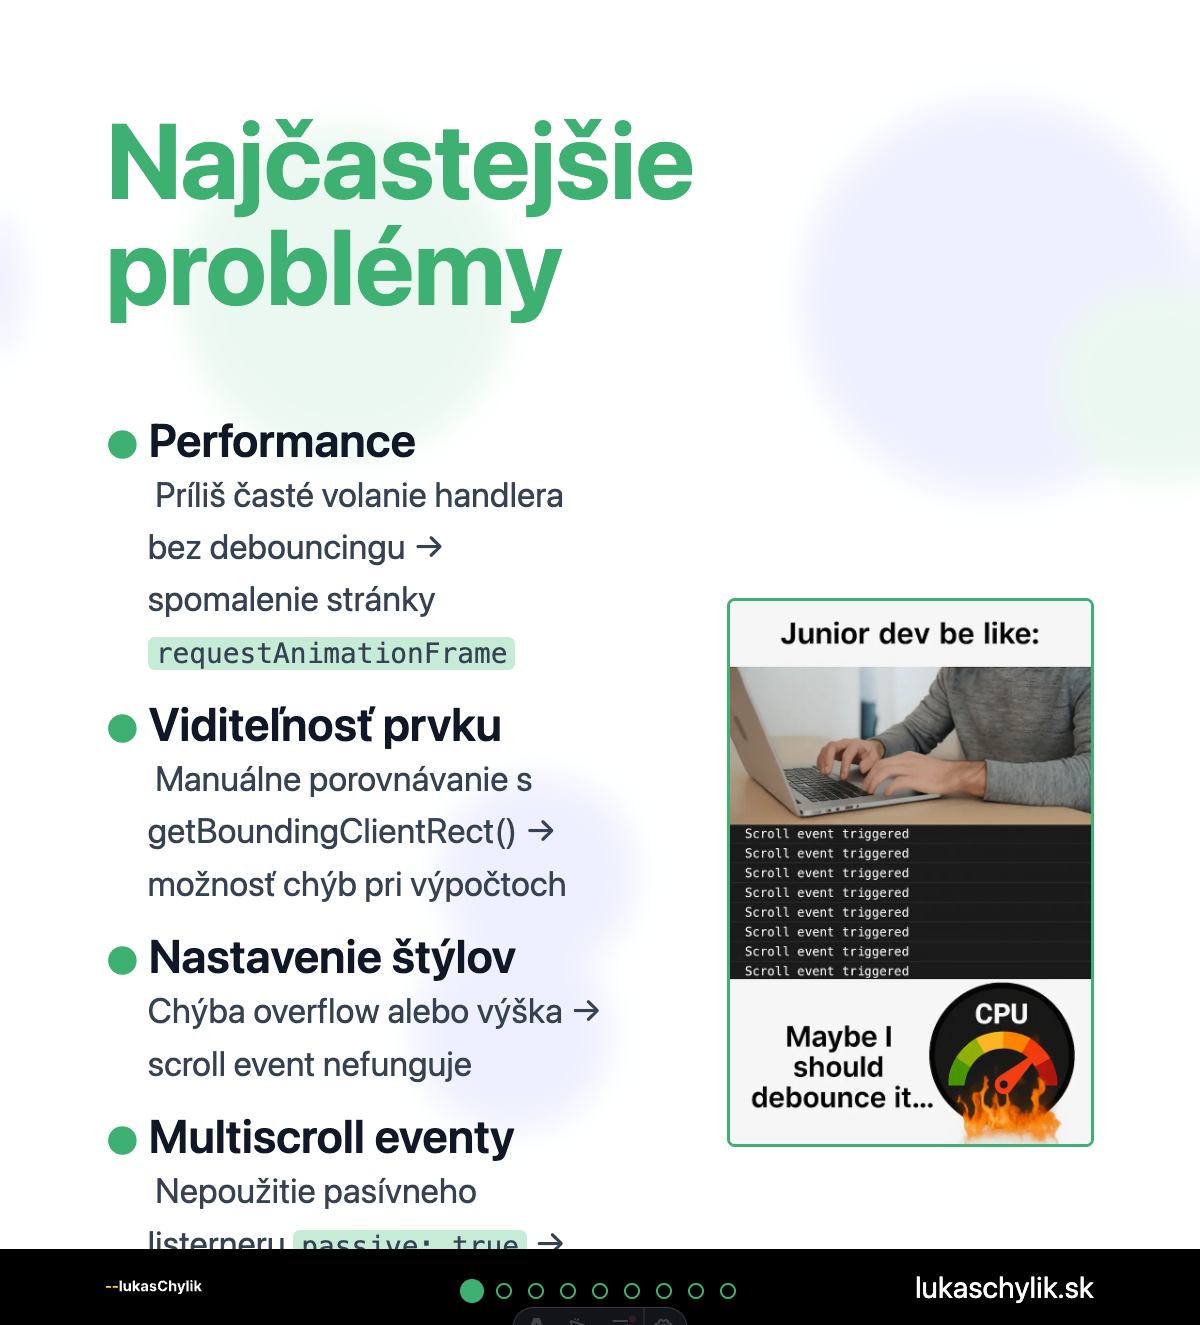 Najčastejšie
problémy
Performance
Príliš časté volanie handlera
bez debouncingu →
spomalenie stránky
requestAnimationFrame
Viditeľnosť prvku
Manuálne porovnávanie s
getBoundingClientRect() →
možnosť chýb pri výpočtoch
Nastavenie štýlov
Chýba overflow alebo výška →
scroll event nefunguje
Multiscroll eventy
Nepoužitie pasívneho
listerneru passive: true →
Junior dev be like:
Scroll event triggered
Scroll event triggered
Scroll event triggered
Scroll event triggered
Scroll event triggered
Scroll event triggered
Scroll event triggered
Scroll event triggered
CPU
Maybe I
should
debounce it...
--lukasChylik
lukaschylik.sk